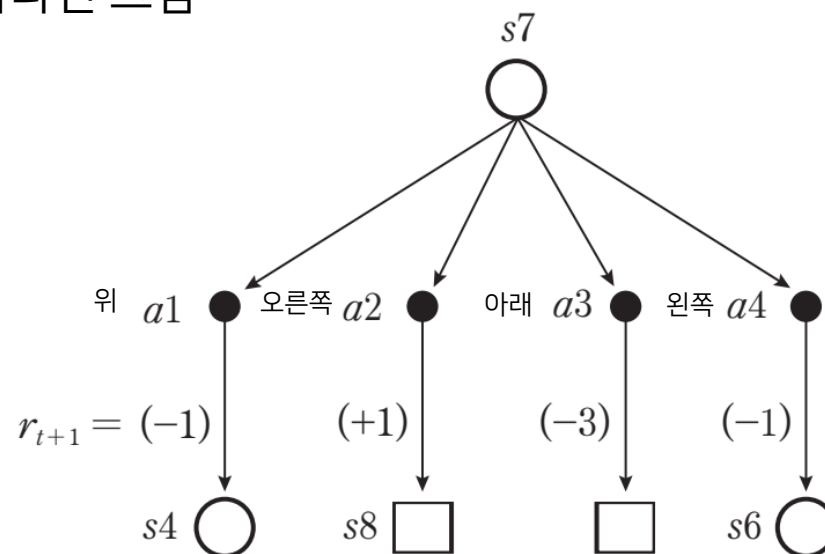 s7
위 a1 오른쪽 a2 아래 a3 왼쪽 a4
r_{t+1} = (−1) (+1) (−3) (−1)
s4 s8 s6